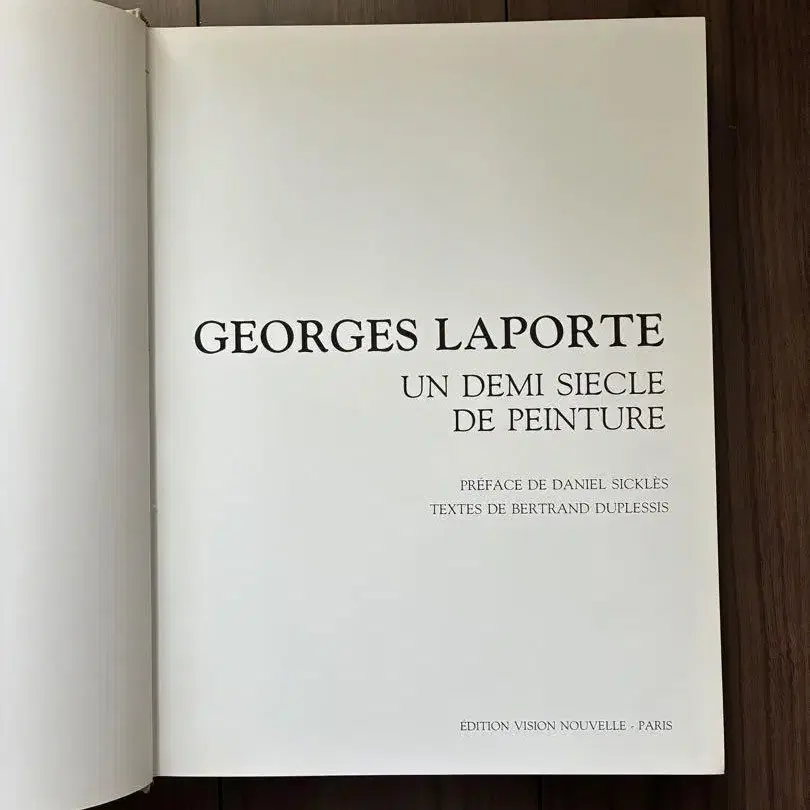 GEORGES LAPORTE
UN DEMI SIECLE
DE PEINTURE
PRÉFACE DE DANIEL SICKLÈS
TEXTES DE BERTRAND DUPLESSIS
ÉDITION VISION NOUVELLE - PARIS